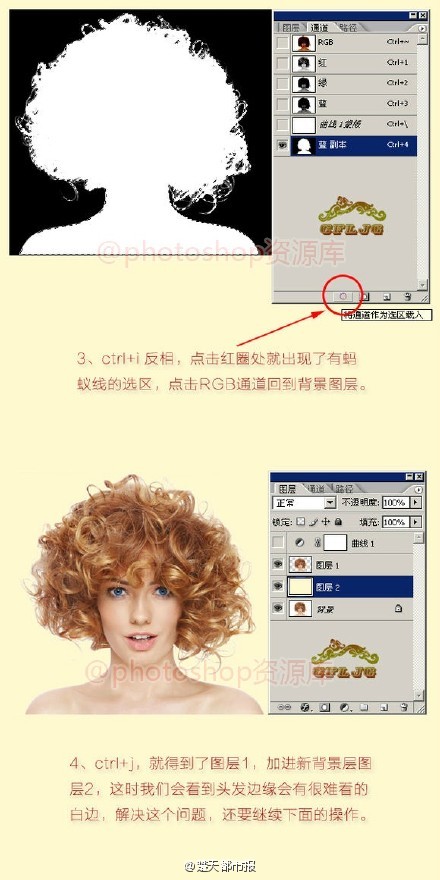 图层 通道 路径
RGB Ctrl+~
红 Ctrl+1
绿 Ctrl+2
蓝 Ctrl+3
曲线 1蒙板 Ctrl+\
蓝 副本 Ctrl+4
GFLJG
@photoshop资源库
将通道作为选区载入
3、ctrl+i 反相，点击红圈处就出现了有蚂
蚁线的选区，点击RGB通道回到背景图层。
图层 通道 路径
正常 不透明度: 100%
锁定: 填充: 100%
曲线 1
图层 1
图层 2
背景
GFLJG
@photoshop资源库
4、ctrl+j，就得到了图层1，加进新背景层图
层2，这时我们会看到头发边缘会有很难看的
白边，解决这个问题，还要继续下面的操作。
@楚天都市报